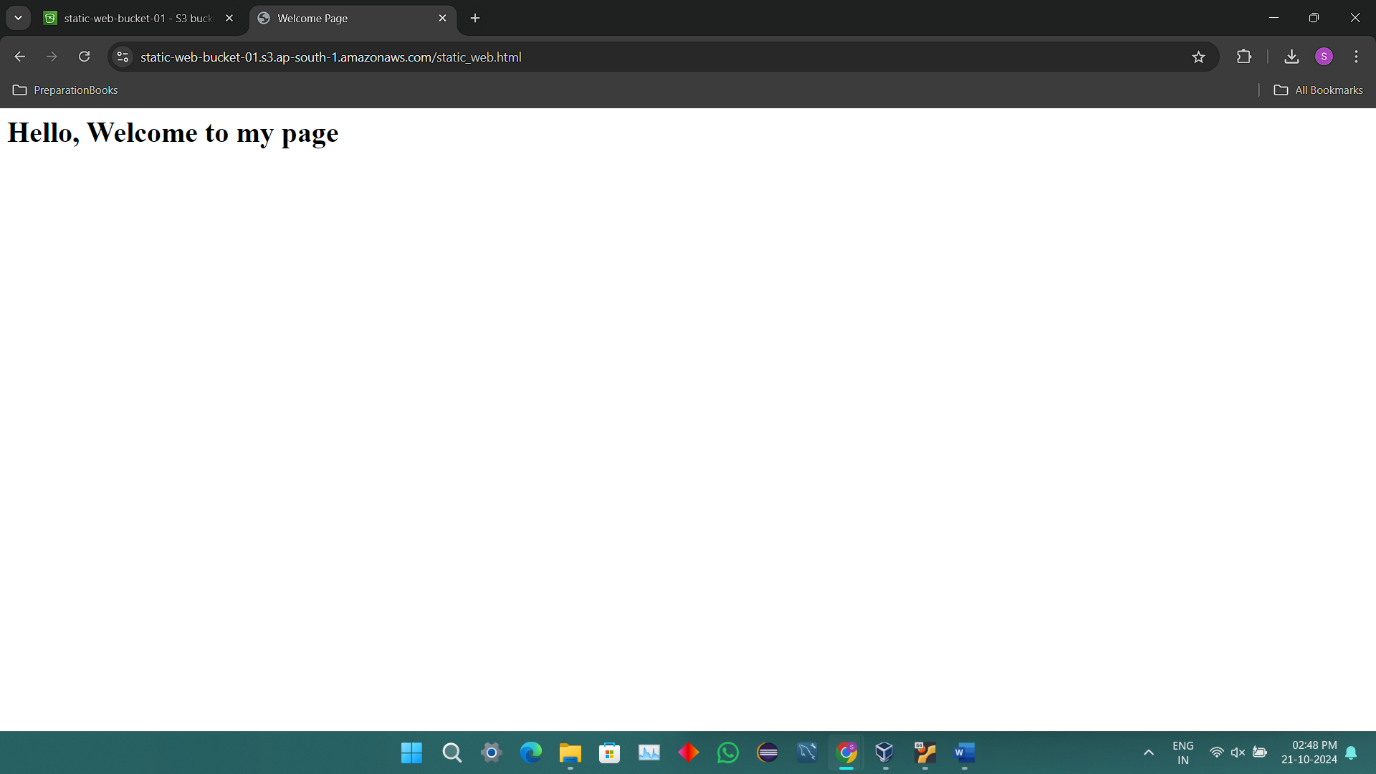 static-web-bucket-01 - S3 buck
Welcome Page
static-web-bucket-01.s3.ap-south-1.amazonaws.com/static_web.html
S
PreparationBooks
All Bookmarks
Hello, Welcome to my page
W
ENG
IN
02:48 PM
21-10-2024